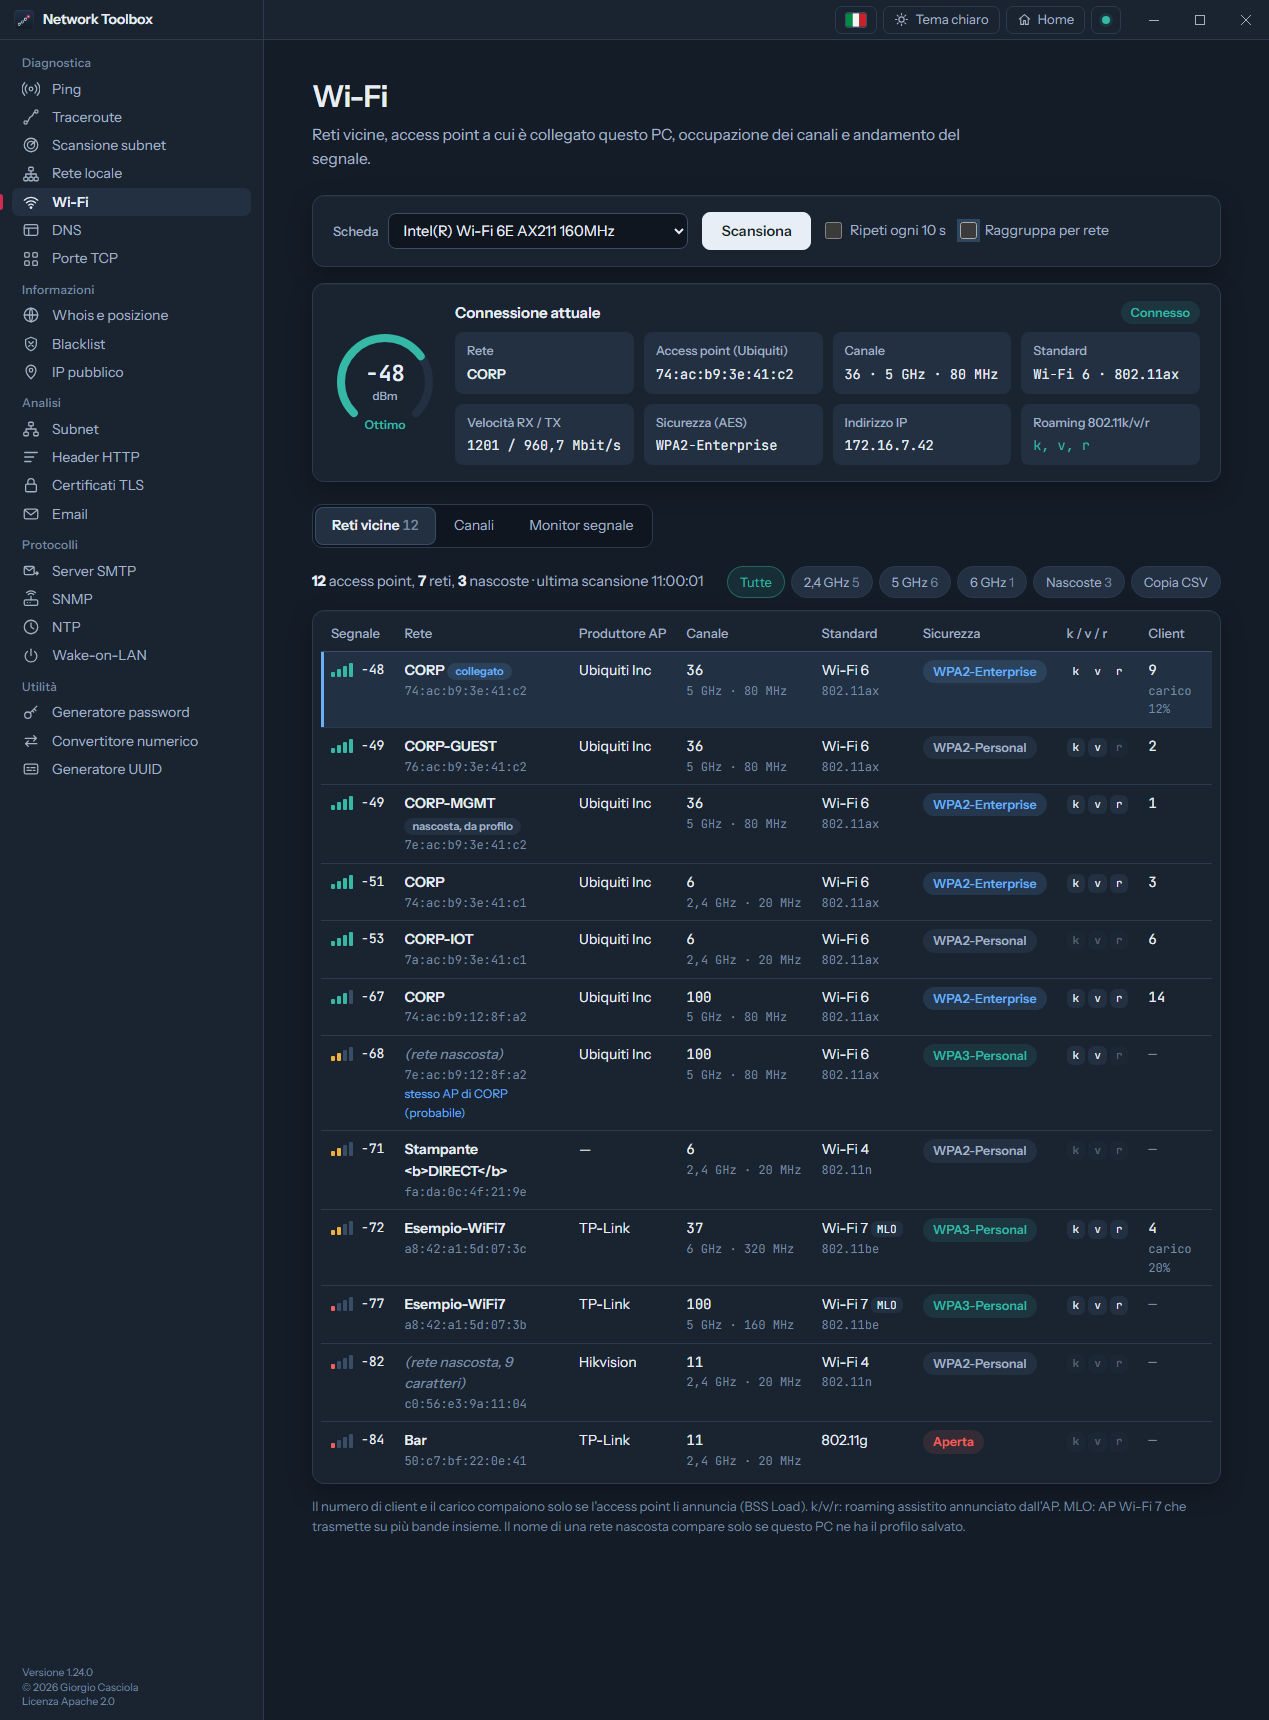 Network Toolbox
Tema chiaro
Home
Diagnostica
Ping
Traceroute
Scansione subnet
Rete locale
Wi-Fi
DNS
Porte TCP
Informazioni
Whois e posizione
Blacklist
IP pubblico
Analisi
Subnet
Header HTTP
Certificati TLS
Email
Protocolli
Server SMTP
SNMP
NTP
Wake-on-LAN
Utilità
Generatore password
Convertitore numerico
Generatore UUID
Versione 1.24.0
© 2026 Giorgio Casciola
Licenza Apache 2.0
Wi-Fi
Reti vicine, access point a cui è collegato questo PC, occupazione dei canali e andamento del
segnale.
Scheda Intel(R) Wi-Fi 6E AX211 160MHz Scansiona Ripeti ogni 10 s Raggruppa per rete
-48
dBm
Ottimo
Connessione attuale Connesso
Rete Access point (Ubiquiti) Canale Standard
CORP 74:ac:b9:3e:41:c2 36 · 5 GHz · 80 MHz Wi-Fi 6 · 802.11ax
Velocità RX / TX Sicurezza (AES) Indirizzo IP Roaming 802.11k/v/r
1201 / 960,7 Mbit/s WPA2-Enterprise 172.16.7.42 k, v, r
Reti vicine 12 Canali Monitor segnale
12 access point, 7 reti, 3 nascoste · ultima scansione 11:00:01 Tutte 2,4 GHz 5 5 GHz 6 6 GHz 1 Nascoste 3 Copia CSV
Segnale Rete Produttore AP Canale Standard Sicurezza k / v / r Client
-48 CORP collegato Ubiquiti Inc 36 Wi-Fi 6 WPA2-Enterprise k v r 9
74:ac:b9:3e:41:c2 5 GHz · 80 MHz 802.11ax carico
12%
-49 CORP-GUEST Ubiquiti Inc 36 Wi-Fi 6 WPA2-Personal k v r 2
76:ac:b9:3e:41:c2 5 GHz · 80 MHz 802.11ax
-49 CORP-MGMT Ubiquiti Inc 36 Wi-Fi 6 WPA2-Enterprise k v r 1
nascosta, da profilo 5 GHz · 80 MHz 802.11ax
7e:ac:b9:3e:41:c2
-51 CORP Ubiquiti Inc 6 Wi-Fi 6 WPA2-Enterprise k v r 3
74:ac:b9:3e:41:c1 2,4 GHz · 20 MHz 802.11ax
-53 CORP-IOT Ubiquiti Inc 6 Wi-Fi 6 WPA2-Personal k v r 6
7a:ac:b9:3e:41:c1 2,4 GHz · 20 MHz 802.11ax
-67 CORP Ubiquiti Inc 100 Wi-Fi 6 WPA2-Enterprise k v r 14
74:ac:b9:12:8f:a2 5 GHz · 80 MHz 802.11ax
-68 (rete nascosta) Ubiquiti Inc 100 Wi-Fi 6 WPA3-Personal k v r —
7e:ac:b9:12:8f:a2 5 GHz · 80 MHz 802.11ax
stesso AP di CORP
(probabile)
-71 Stampante — 6 Wi-Fi 4 WPA2-Personal k v r —
<b>DIRECT</b> 2,4 GHz · 20 MHz 802.11n
fa:da:0c:4f:21:9e
-72 Esempio-WiFi7 TP-Link 37 Wi-Fi 7 MLO WPA3-Personal k v r 4
a8:42:a1:5d:07:3c 6 GHz · 320 MHz 802.11be carico
20%
-77 Esempio-WiFi7 TP-Link 100 Wi-Fi 7 MLO WPA3-Personal k v r —
a8:42:a1:5d:07:3b 5 GHz · 160 MHz 802.11be
-82 (rete nascosta, 9 Hikvision 11 Wi-Fi 4 WPA2-Personal k v r —
caratteri) 2,4 GHz · 20 MHz 802.11n
c0:56:e3:9a:11:04
-84 Bar TP-Link 11 802.11g Aperta k v r —
50:c7:bf:22:0e:41 2,4 GHz · 20 MHz
Il numero di client e il carico compaiono solo se l'access point li annuncia (BSS Load). k/v/r: roaming assistito annunciato dall'AP. MLO: AP Wi-Fi 7 che
trasmette su più bande insieme. Il nome di una rete nascosta compare solo se questo PC ne ha il profilo salvato.